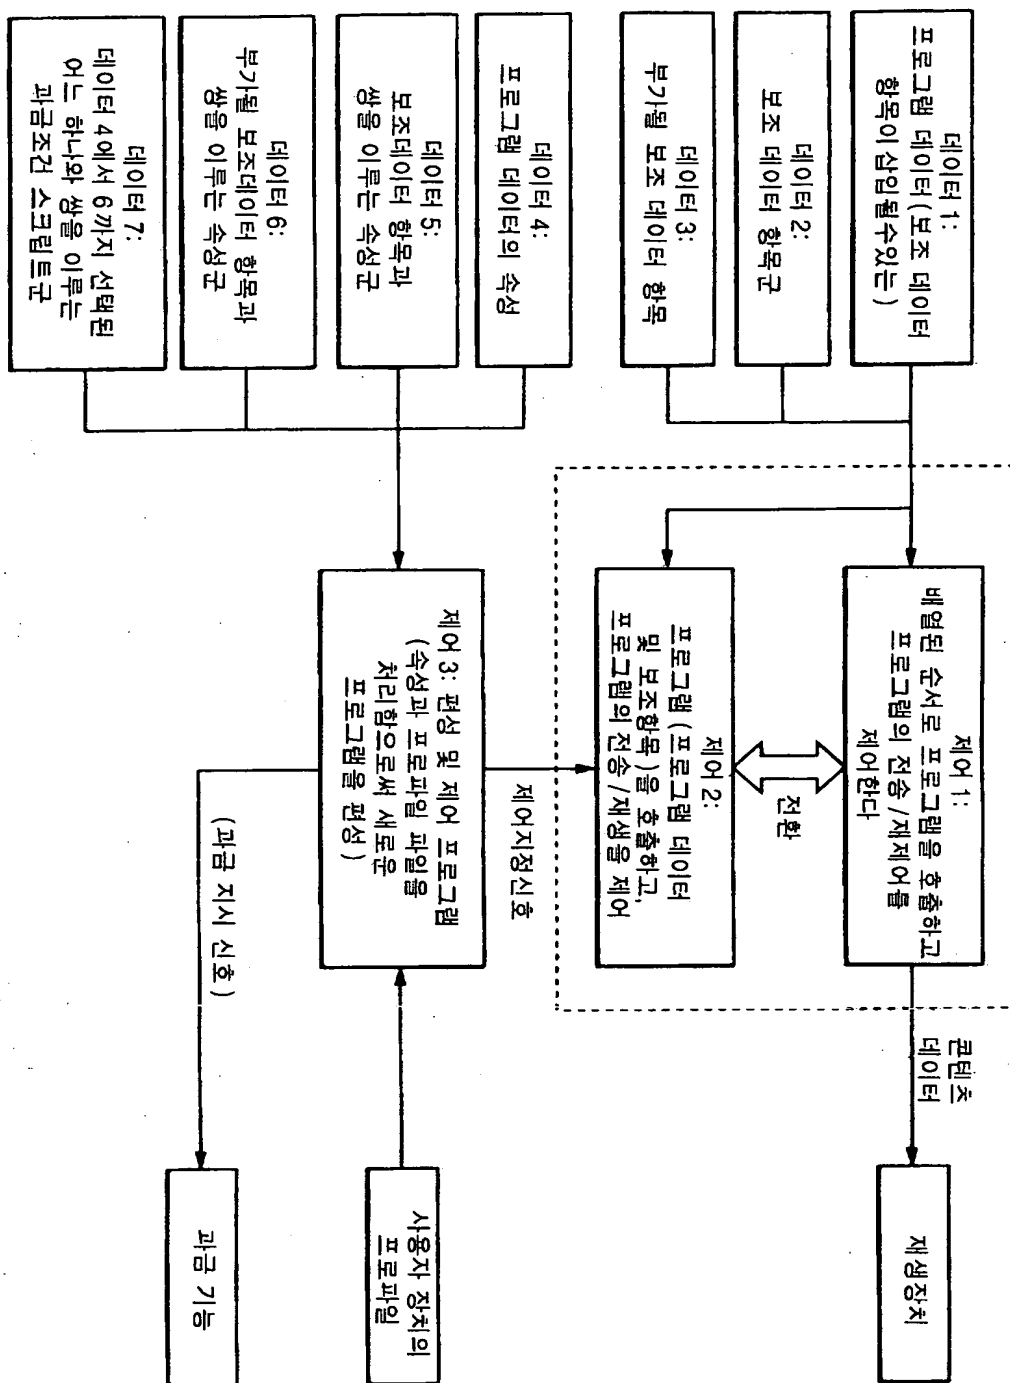 데이터 1:
프로그램 데이터(보조 데이터
항목이 삽입될수있는)
데이터 2:
보조 데이터 항목군
데이터 3:
부가될 보조 데이터 항목
데이터 4:
프로그램 데이터의 속성
데이터 5:
보조데이터 항목과
쌍을 이루는 속성군
데이터 6:
부가될 보조데이터 항목과
쌍을 이루는 속성군
데이터 7:
데이터 4에서 6까지 선택된
어느 하나와 쌍을 이루는
과금조건 스크립트군
제어 1:
배열된 순서로 프로그램을 호출하고
프로그램의 전송/재제어를
제어한다
전환
제어 2:
프로그램 (프로그램 데이터
및 보조항목)을 호출하고,
프로그램의 전송/재생을 제어
제어지정신호
제어 3: 편성 및 제어 프로그램
(속성과 프로파일 파일을
처리함으로써 새로운
프로그램을 편성)
(과금 지시 신호)
콘텐츠
데이터
재생장치
사용자 장치의
프로파일
과금 기능